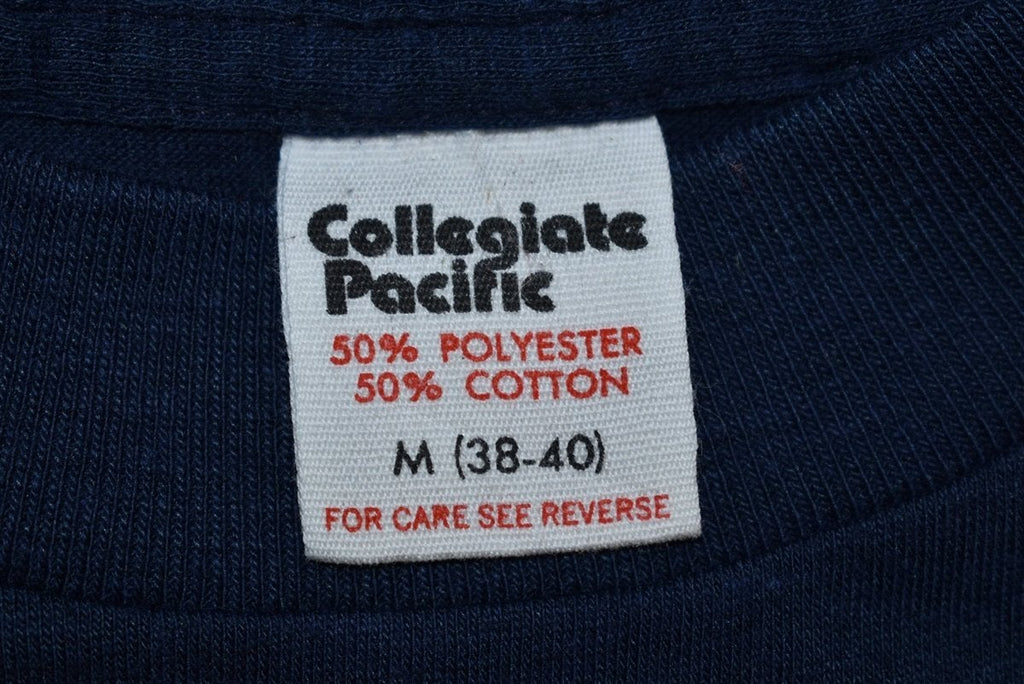 Collegiate
Pacific
50% POLYESTER
50% COTTON
M (38-40)
FOR CARE SEE REVERSE